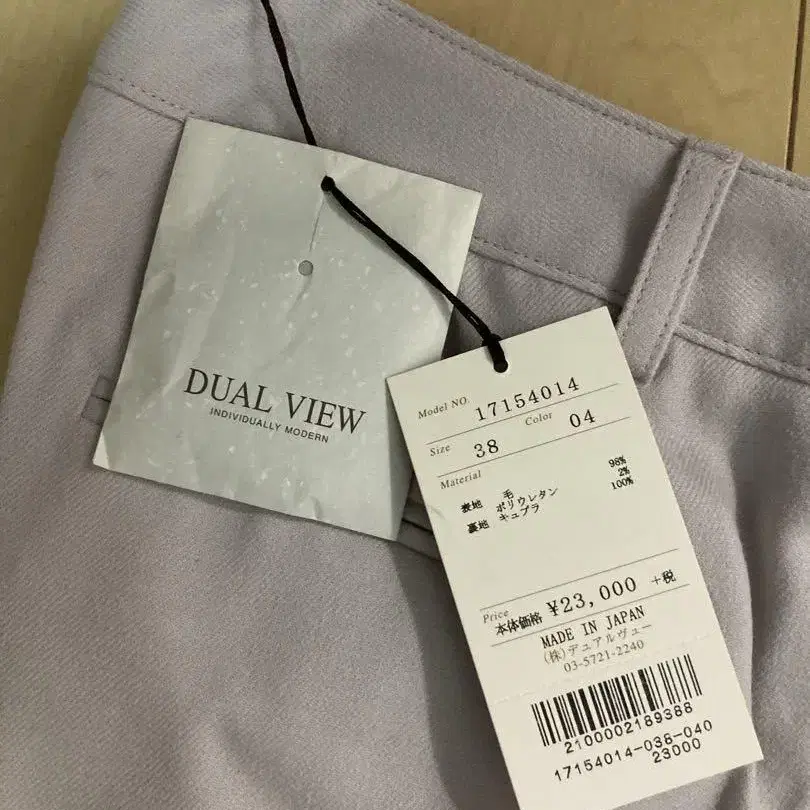 DUAL VIEW
INDIVIDUALLY MODERN
Model NO. 17154014
Size 38 Color 04
Material
表地 毛 98%
ポリウレタン 2%
裏地 キュプラ 100%
Price
本体価格 ¥23,000 +税
MADE IN JAPAN
(株)デュアルヴュー
03-5721-2240
2100002189388
17154014-038-040
23000